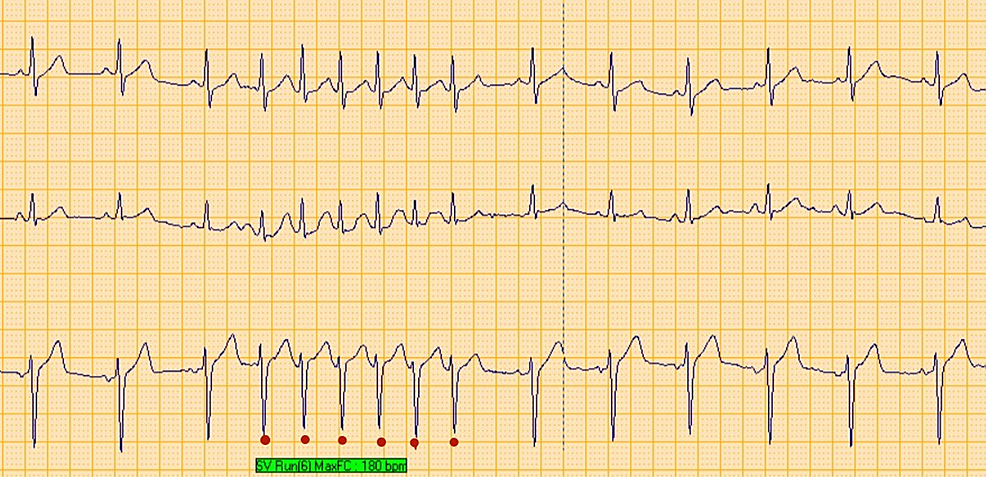 SV Run(6) MaxFC : 180 bpm